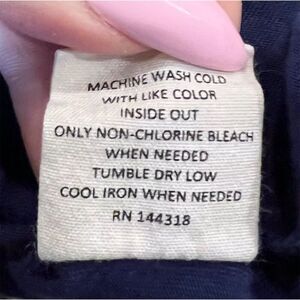 MACHINE WASH COLD
WITH LIKE COLOR
INSIDE OUT
ONLY NON-CHLORINE BLEACH
WHEN NEEDED
TUMBLE DRY LOW
COOL IRON WHEN NEEDED
RN 144318